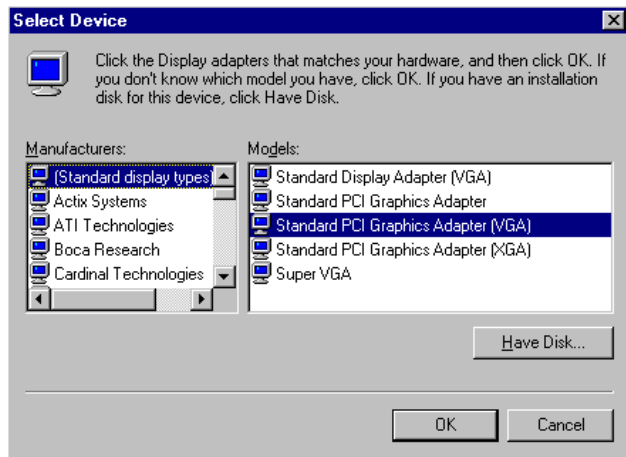 Select Device
Click the Display adapters that matches your hardware, and then click OK. If
you don't know which model you have, click OK. If you have an installation
disk for this device, click Have Disk.
Manufacturers:
(Standard display types)
Actix Systems
ATI Technologies
Boca Research
Cardinal Technologies
Models:
Standard Display Adapter (VGA)
Standard PCI Graphics Adapter
Standard PCI Graphics Adapter (VGA)
Standard PCI Graphics Adapter (XGA)
Super VGA
Have Disk...
OK
Cancel